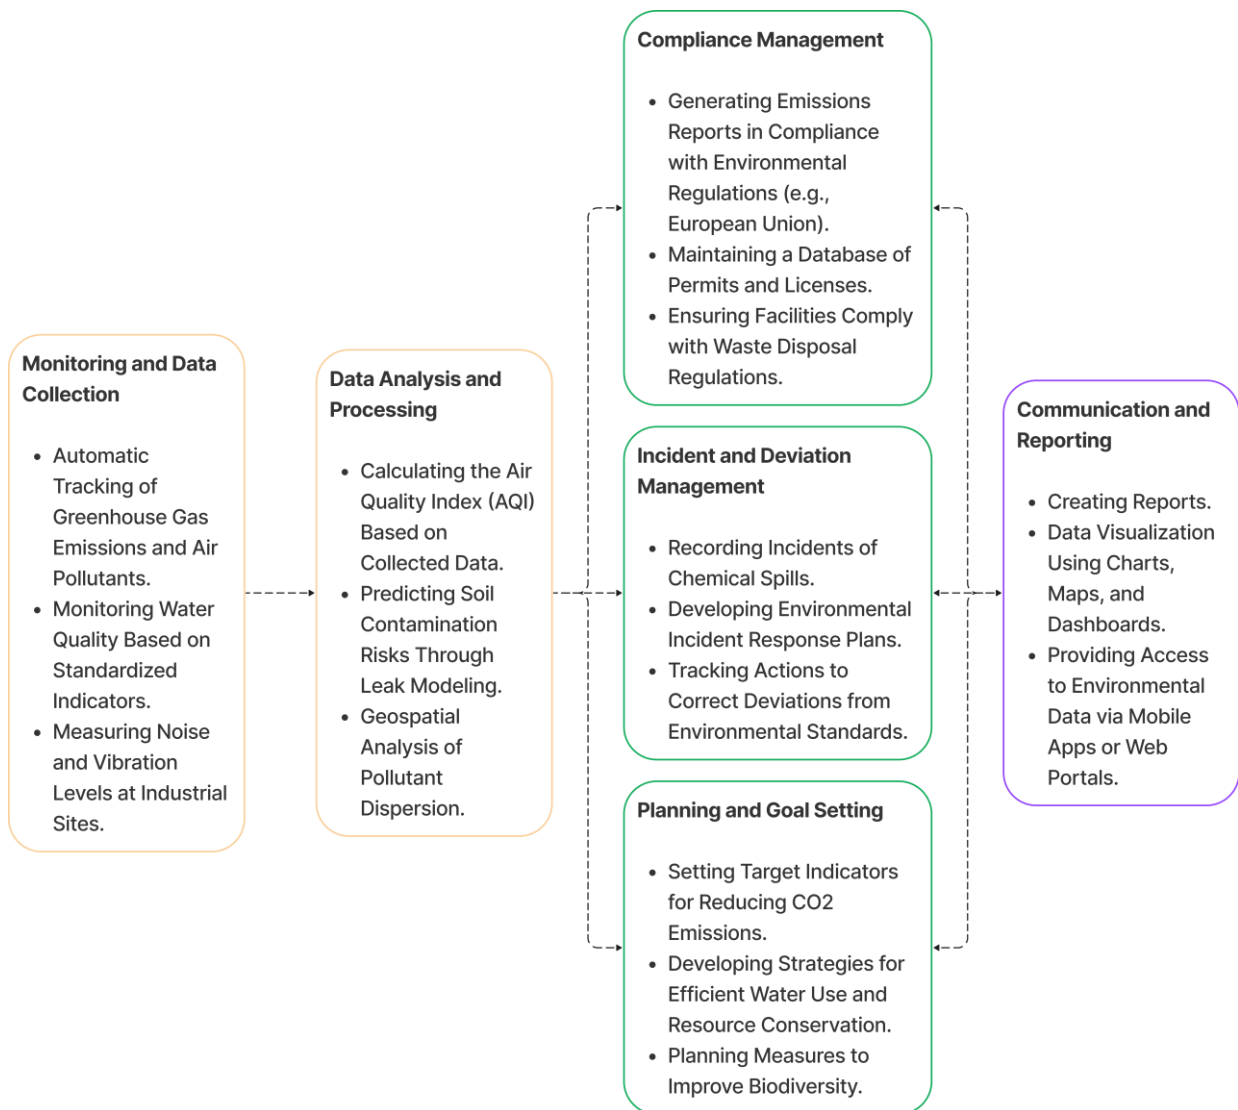 Monitoring and Data
Collection
• Automatic
Tracking of
Greenhouse Gas
Emissions and Air
Pollutants.
• Monitoring Water
Quality Based on
Standardized
Indicators.
• Measuring Noise
and Vibration
Levels at Industrial
Sites.
Data Analysis and
Processing
• Calculating the Air
Quality Index (AQI)
Based on
Collected Data.
• Predicting Soil
Contamination
Risks Through
Leak Modeling.
• Geospatial
Analysis of
Pollutant
Dispersion.
Compliance Management
• Generating Emissions
Reports in Compliance
with Environmental
Regulations (e.g.,
European Union).
• Maintaining a Database of
Permits and Licenses.
• Ensuring Facilities Comply
with Waste Disposal
Regulations.
Incident and Deviation
Management
• Recording Incidents of
Chemical Spills.
• Developing Environmental
Incident Response Plans.
• Tracking Actions to
Correct Deviations from
Environmental Standards.
Planning and Goal Setting
• Setting Target Indicators
for Reducing CO2
Emissions.
• Developing Strategies for
Efficient Water Use and
Resource Conservation.
• Planning Measures to
Improve Biodiversity.
Communication and
Reporting
• Creating Reports.
• Data Visualization
Using Charts,
Maps, and
Dashboards.
• Providing Access
to Environmental
Data via Mobile
Apps or Web
Portals.